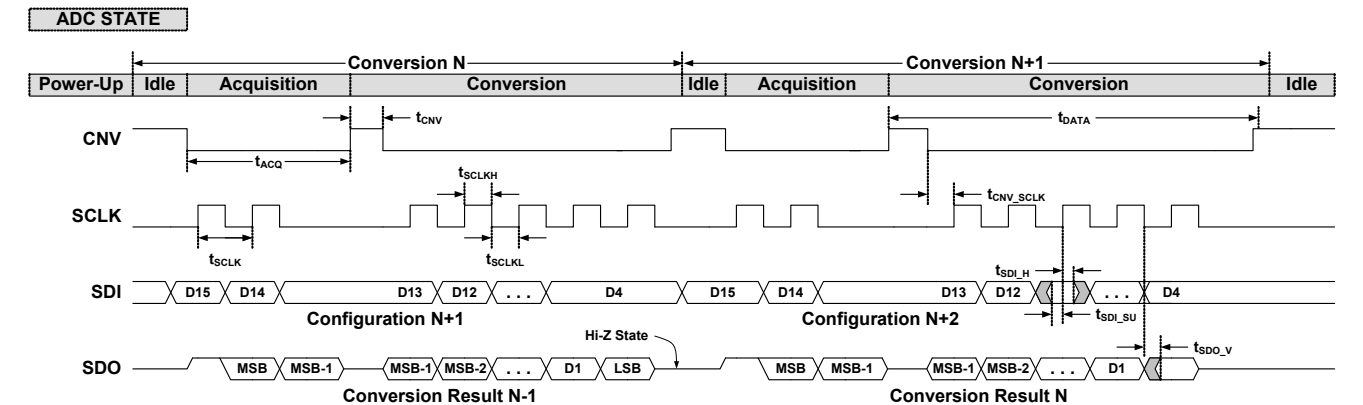 ADC STATE
Conversion N Conversion N+1
Power-Up Idle Acquisition Conversion Idle Acquisition Conversion Idle
CNV tCNV tDATA
tACQ
tSCLKH
SCLK tCNV_SCLK
tSCLK tSCLKL
tSDI_H
SDI D15 D14 D13 D12 . . . D4 D15 D14 D13 D12 . . . D4
Configuration N+1 Configuration N+2 tSDI_SU
Hi-Z State
tSDO_V
SDO MSB MSB-1 MSB-1 MSB-2 . . . D1 LSB MSB MSB-1 MSB-1 MSB-2 . . . D1
Conversion Result N-1 Conversion Result N